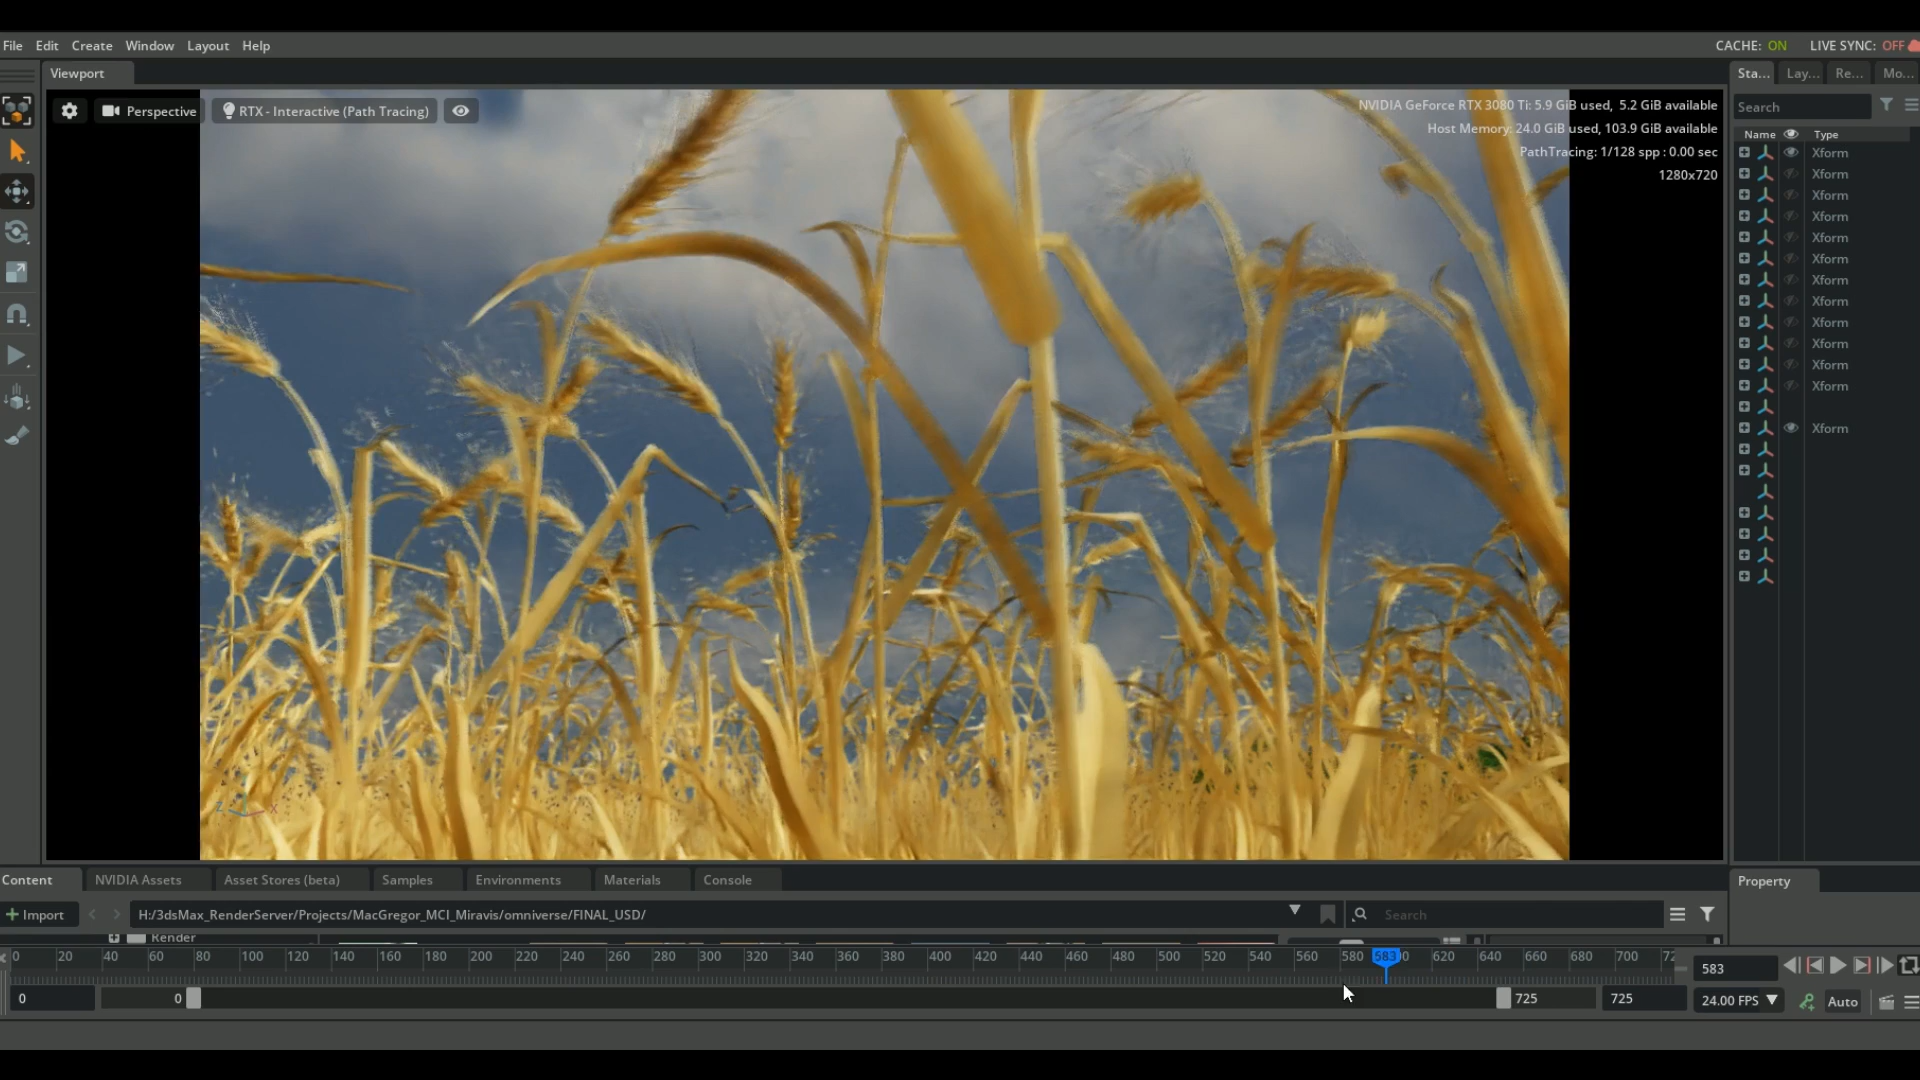 File Edit Create Window Layout Help
CACHE: ON LIVE SYNC: OFF
Viewport
Sta... Lay... Re... Mo...
Perspective
RTX - Interactive (Path Tracing)
NVIDIA GeForce RTX 3080 Ti: 5.9 GiB used, 5.2 GiB available
Host Memory: 24.0 GiB used, 103.9 GiB available
PathTracing: 1/128 spp : 0.00 sec
1280x720
Search
Name Type
Xform
Xform
Xform
Xform
Xform
Xform
Xform
Xform
Xform
Xform
Xform
Xform
Xform
Z X
Content NVIDIA Assets Asset Stores (beta) Samples Environments Materials Console
Property
Import
H:/3dsMax_RenderServer/Projects/MacGregor_MCI_Miravis/omniverse/FINAL_USD/
Search
Render
0 20 40 60 80 100 120 140 160 180 200 220 240 260 280 300 320 340 360 380 400 420 440 460 480 500 520 540 560 580 583 620 640 660 680 700
583
0 0 725 725
24.00 FPS
Auto